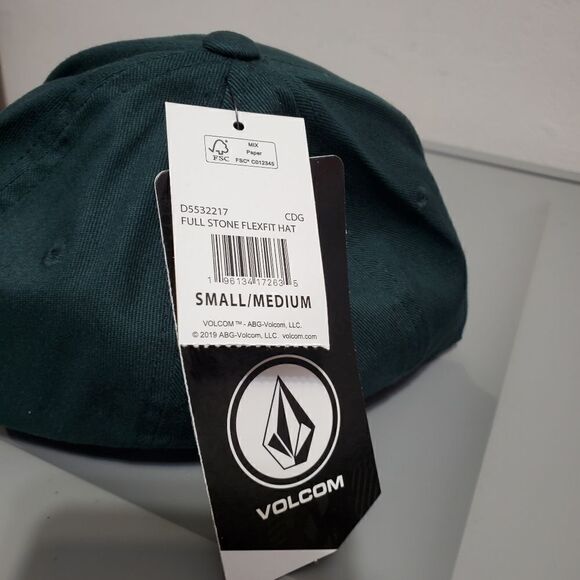 FSC
MIX
Paper
FSC® C012345
D5532217 CDG
FULL STONE FLEXFIT HAT
1 96134 17263 5
SMALL/MEDIUM
VOLCOM™ - ABG-Volcom, LLC.
© 2019 ABG-Volcom, LLC. volcom.com
VOLCOM